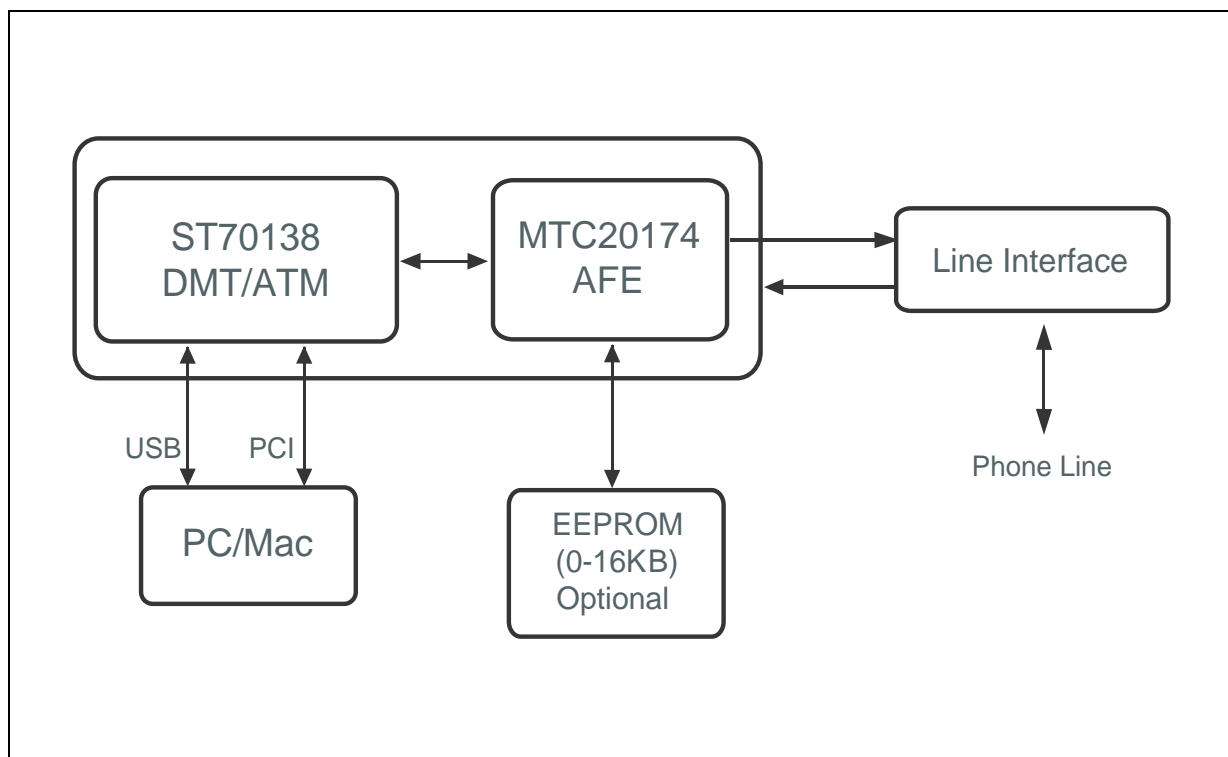 ST70138
DMT/ATM
MTC20174
AFE
Line Interface
USB
PCI
Phone Line
PC/Mac
EEPROM
(0-16KB)
Optional